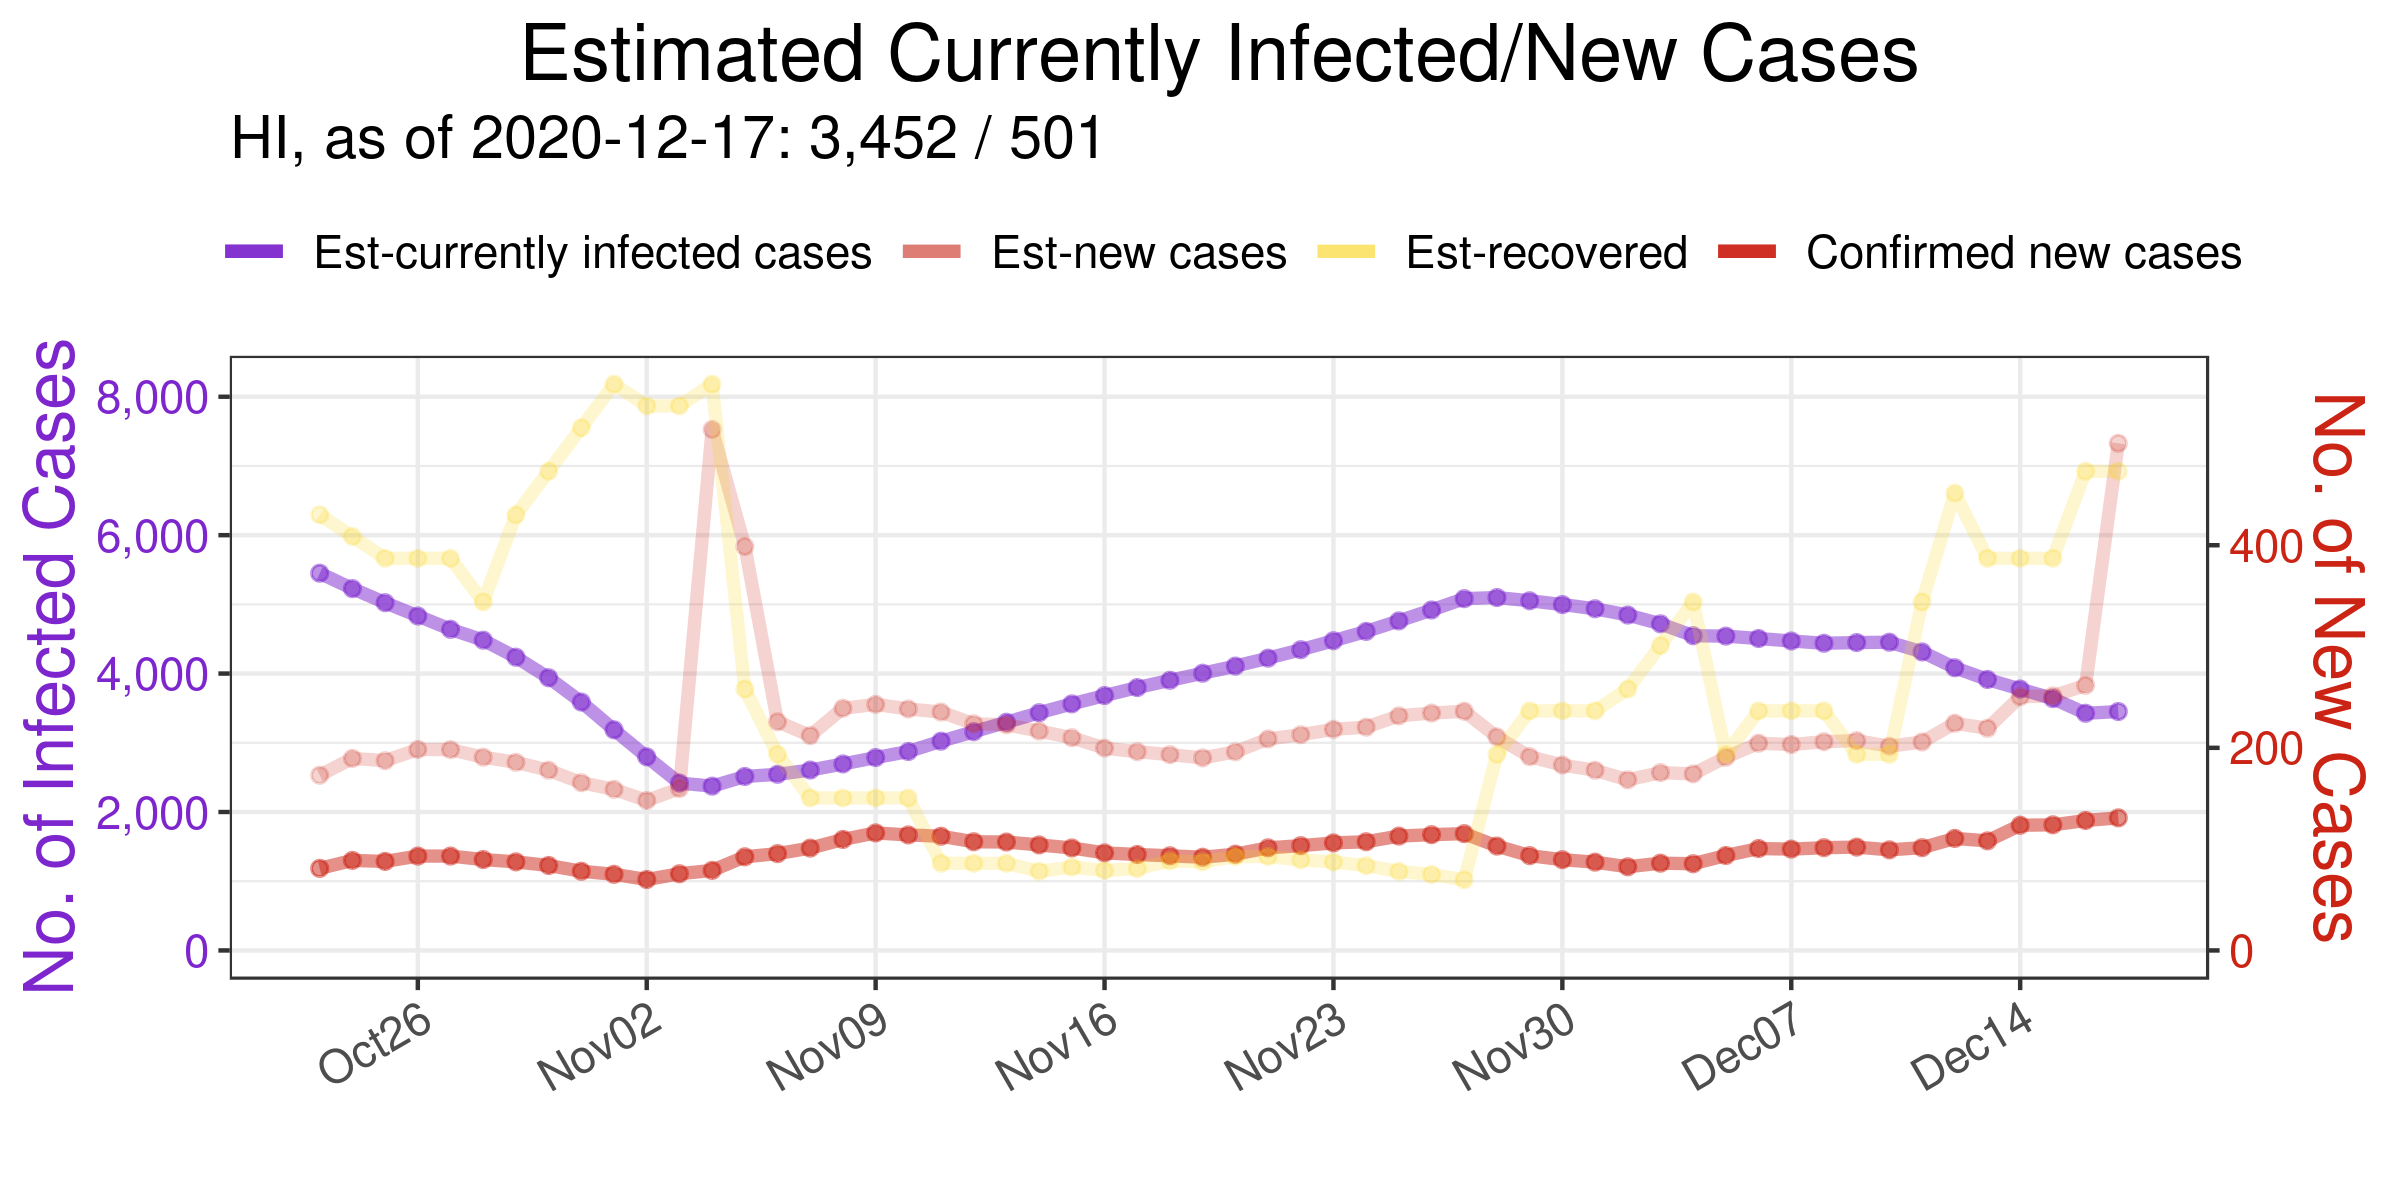 Estimated Currently Infected/New Cases
HI, as of 2020-12-17: 3,452 / 501
Est-currently infected cases Est-new cases Est-recovered Confirmed new cases
No. of Infected Cases
8,000
6,000
4,000
2,000
0
No. of New Cases
400
200
0
Oct26 Nov02 Nov09 Nov16 Nov23 Nov30 Dec07 Dec14